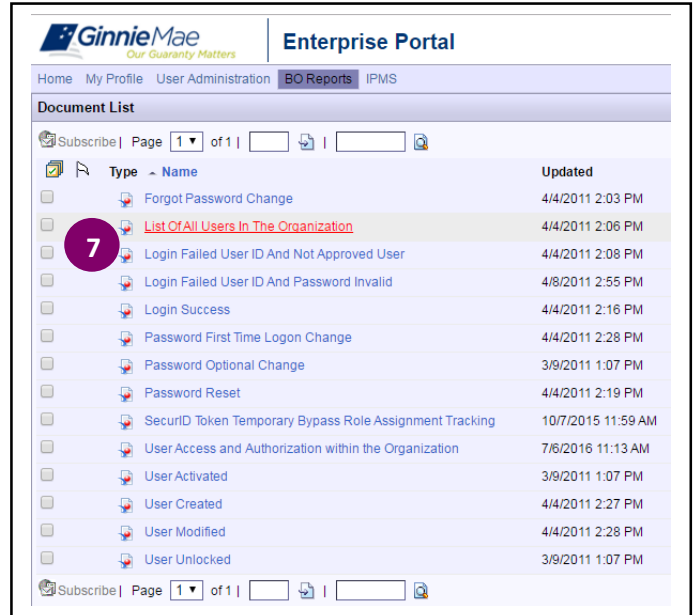 GinnieMae
Our Guaranty Matters
Enterprise Portal
Home My Profile User Administration BO Reports IPMS
Document List
Subscribe| Page 1 of 1 | |
Type Name Updated
Forgot Password Change 4/4/2011 2:03 PM
List Of All Users In The Organization 4/4/2011 2:06 PM
7
Login Failed User ID And Not Approved User 4/4/2011 2:08 PM
Login Failed User ID And Password Invalid 4/8/2011 2:55 PM
Login Success 4/4/2011 2:16 PM
Password First Time Logon Change 4/4/2011 2:28 PM
Password Optional Change 3/9/2011 1:07 PM
Password Reset 4/4/2011 2:19 PM
SecurID Token Temporary Bypass Role Assignment Tracking 10/7/2015 11:59 AM
User Access and Authorization within the Organization 7/6/2016 11:13 AM
User Activated 3/9/2011 1:07 PM
User Created 4/4/2011 2:27 PM
User Modified 4/4/2011 2:28 PM
User Unlocked 3/9/2011 1:07 PM
Subscribe| Page 1 of 1 | |